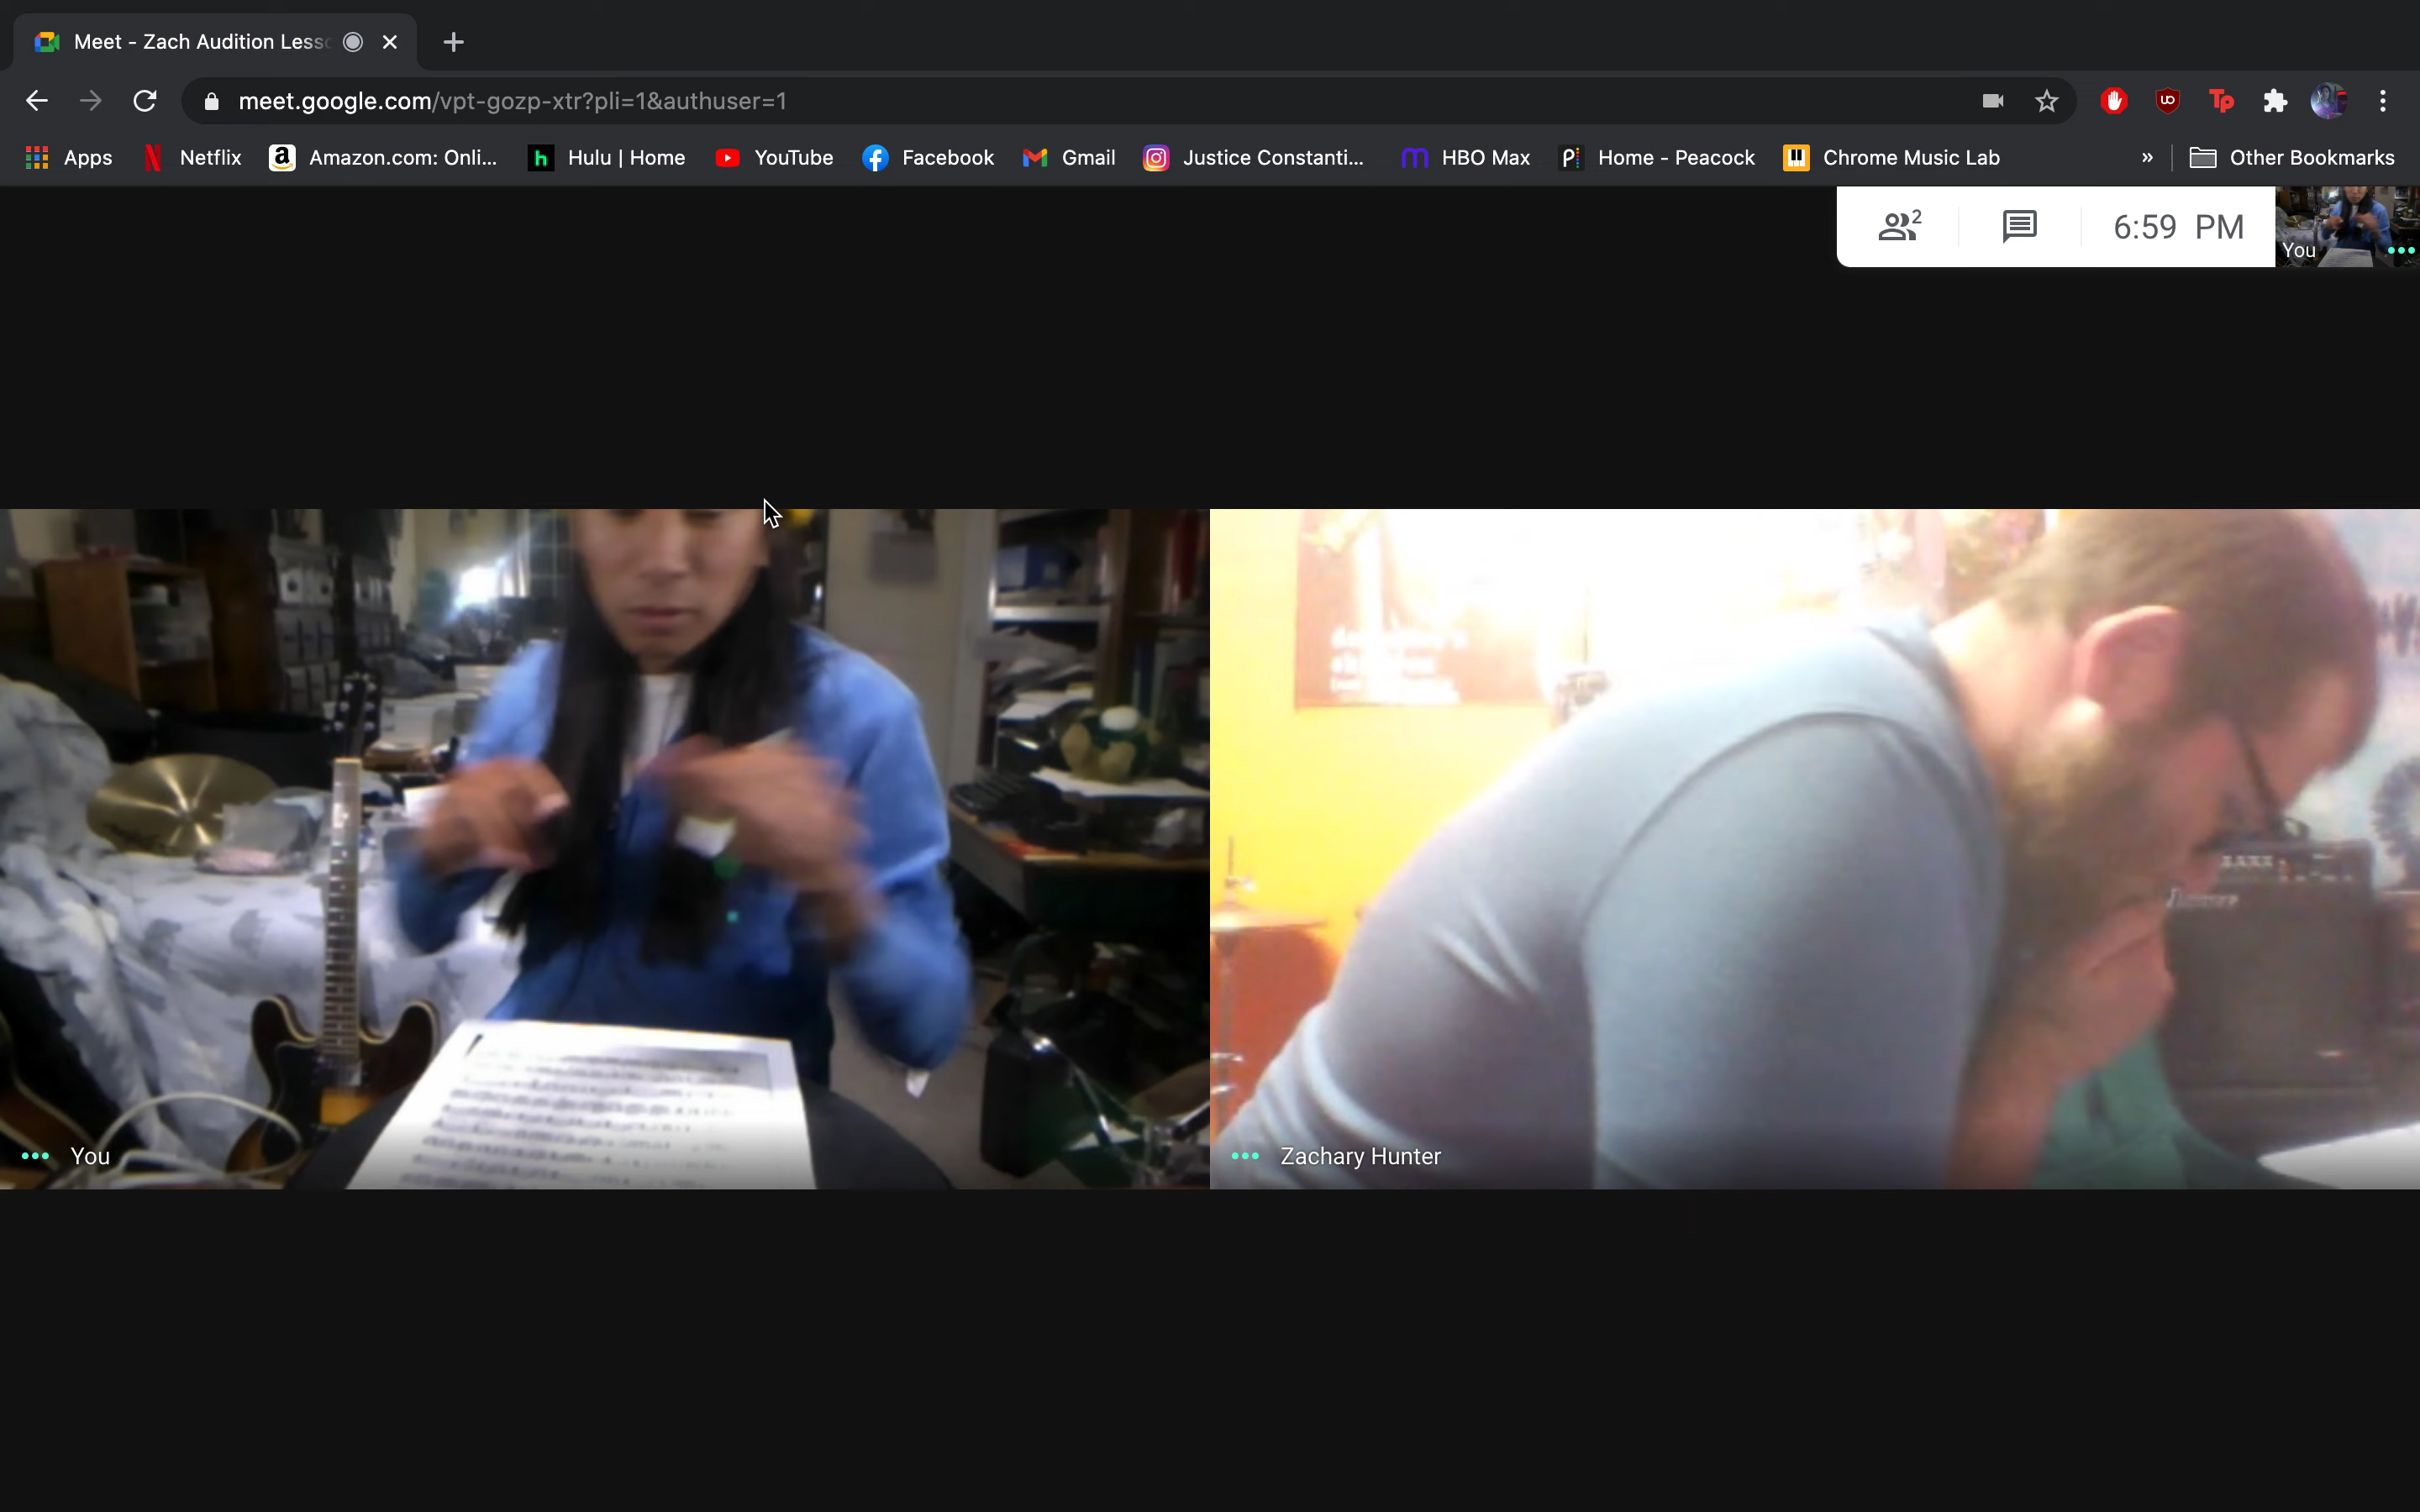 Meet - Zach Audition Less
meet.google.com/vpt-gozp-xtr?pli=1&authuser=1
Apps Netflix Amazon.com: Onli... Hulu | Home YouTube Facebook Gmail Justice Constanti... HBO Max Home - Peacock Chrome Music Lab » Other Bookmarks
2 6:59 PM
You
You
Zachary Hunter